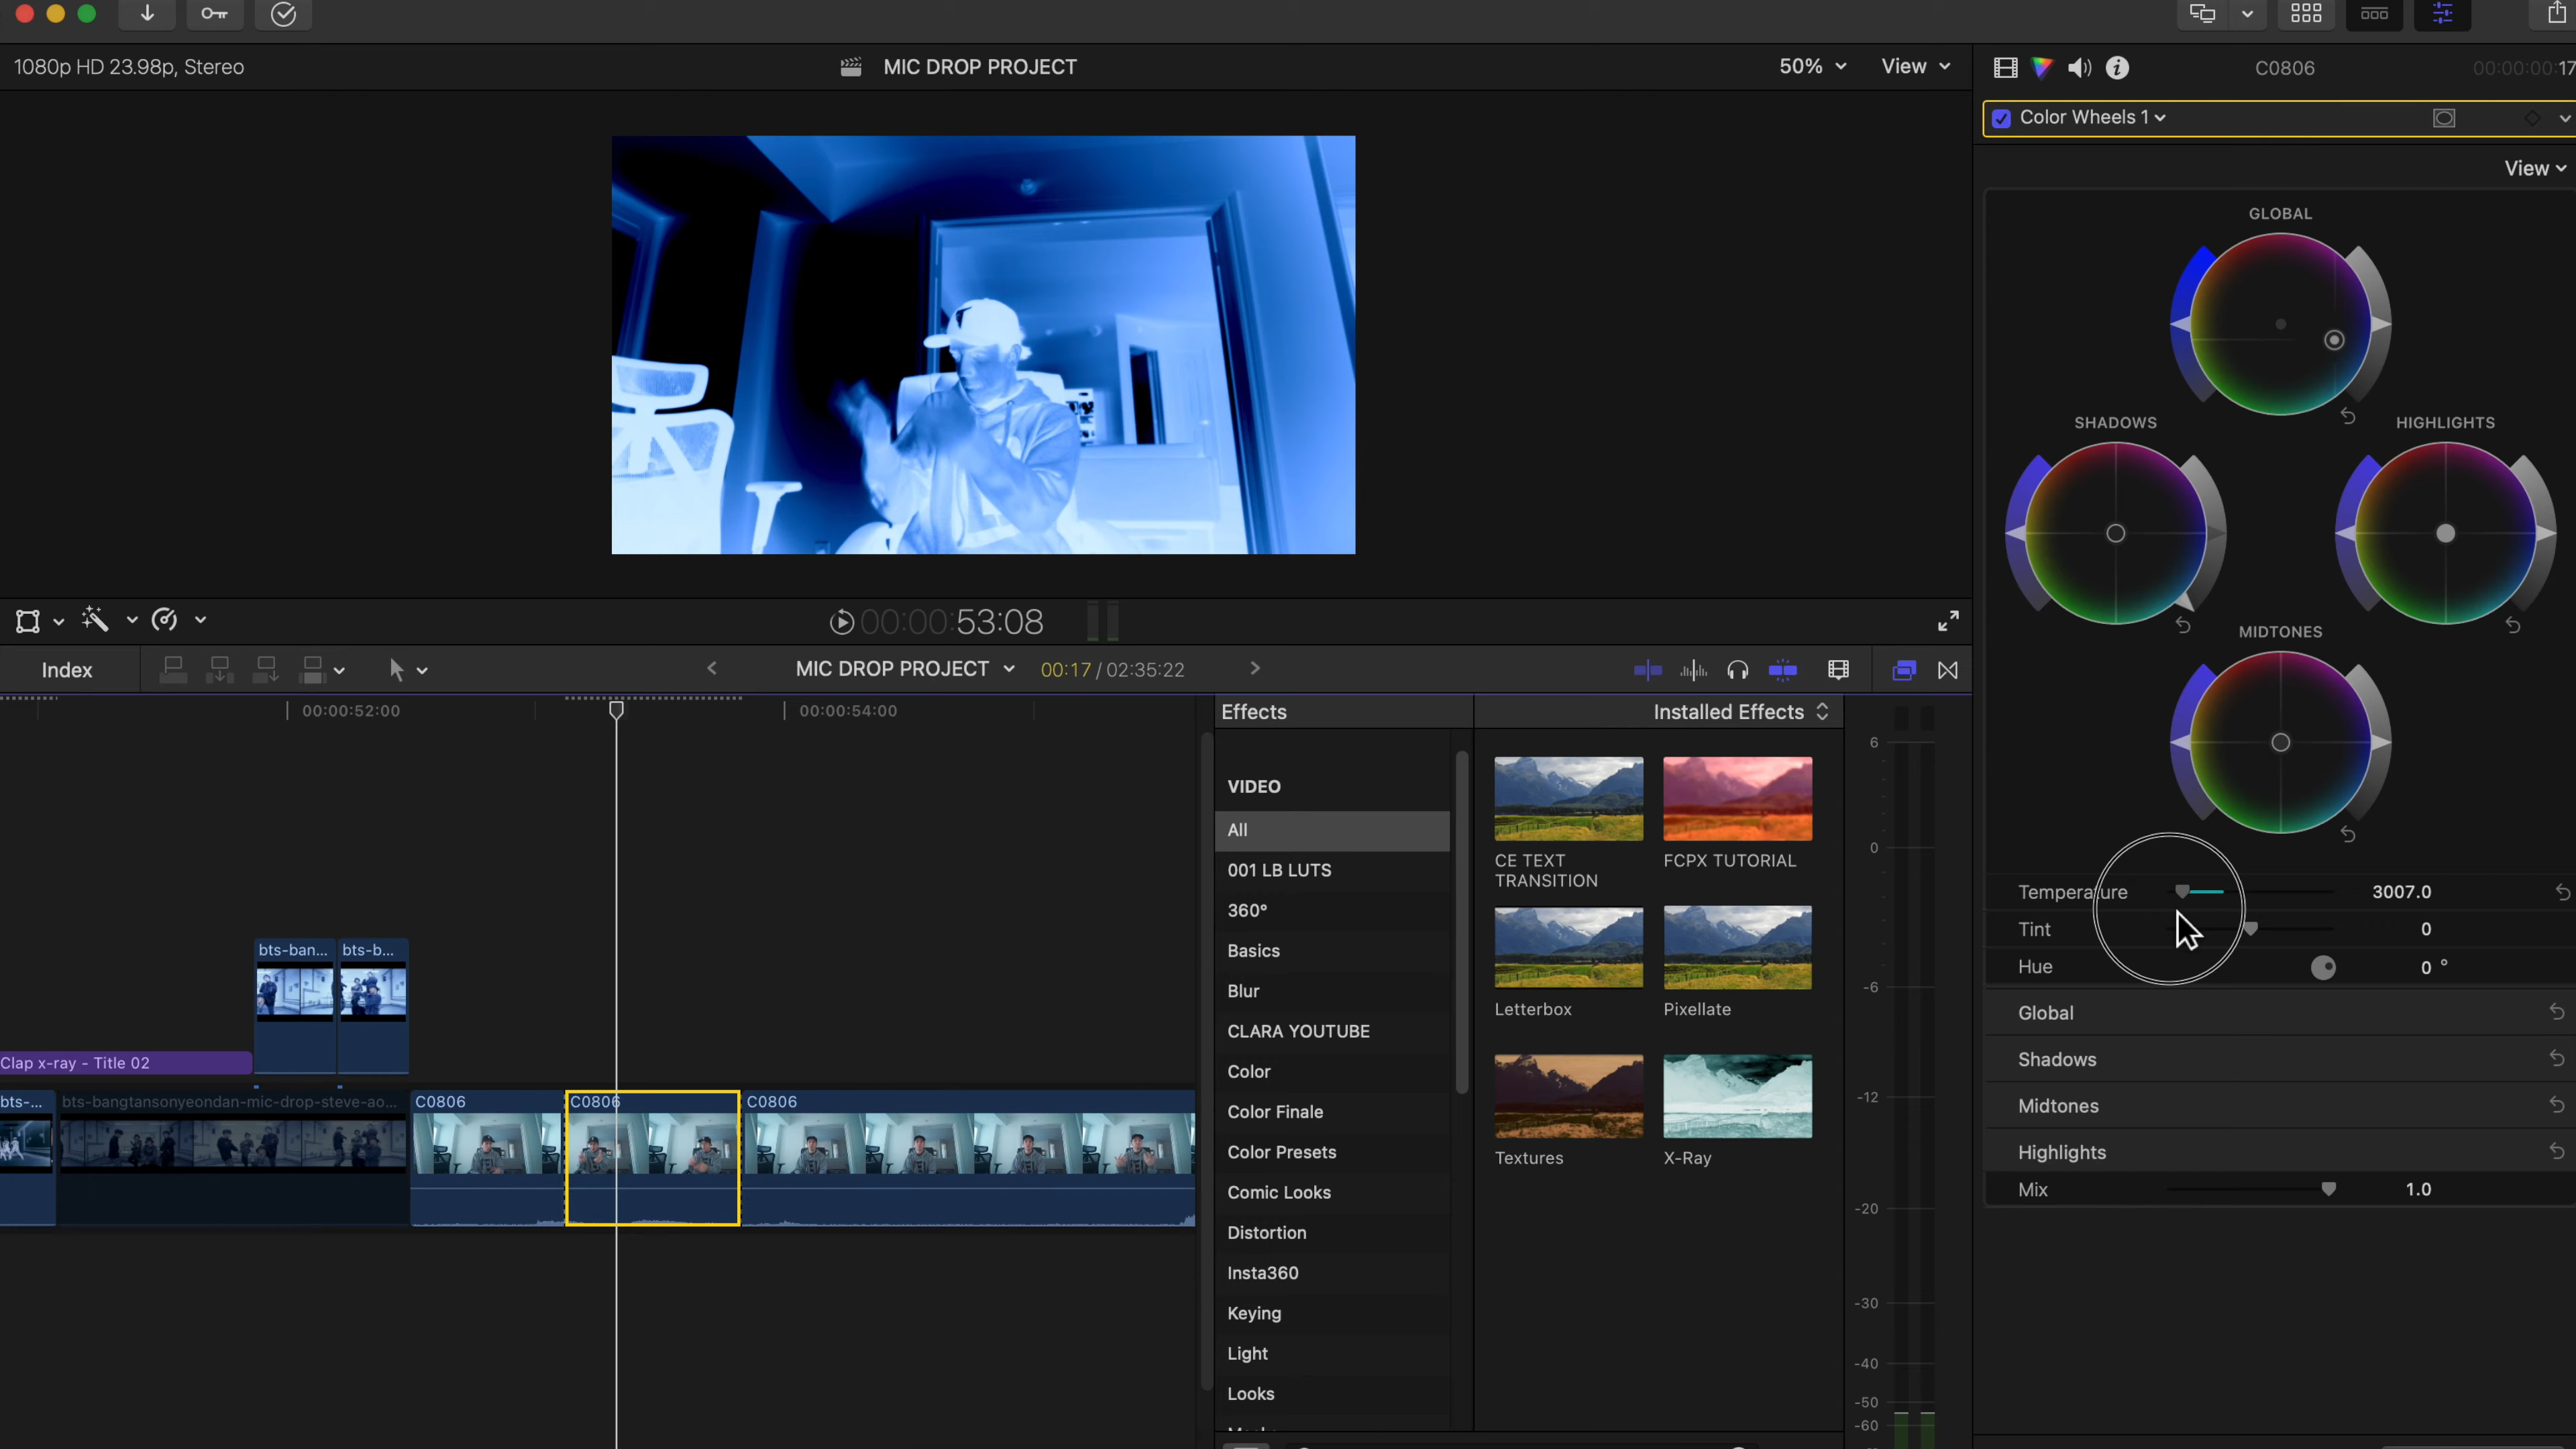 1080p HD 23.98p, Stereo
MIC DROP PROJECT
50%
View
C0806
00:00:00:17
Color Wheels 1
View
GLOBAL
SHADOWS
HIGHLIGHTS
MIDTONES
00:00:00:53:08
Index
MIC DROP PROJECT
00:17 / 02:35:22
00:00:52:00
00:00:54:00
Effects
Installed Effects
VIDEO
All
001 LB LUTS
360°
Basics
Blur
CLARA YOUTUBE
Color
Color Finale
Color Presets
Comic Looks
Distortion
Insta360
Keying
Light
Looks
CE TEXT
TRANSITION
FCPX TUTORIAL
Letterbox
Pixellate
Textures
X-Ray
6
0
-6
-12
-20
-30
-40
-50
-60
Temperature
3007.0
Tint
0
Hue
0 °
Global
Shadows
Midtones
Highlights
Mix
1.0
bts-ban...
bts-b...
Clap x-ray - Title 02
bts-...
bts-bangtansonyeondan-mic-drop-steve-ao...
C0806
C0806
C0806